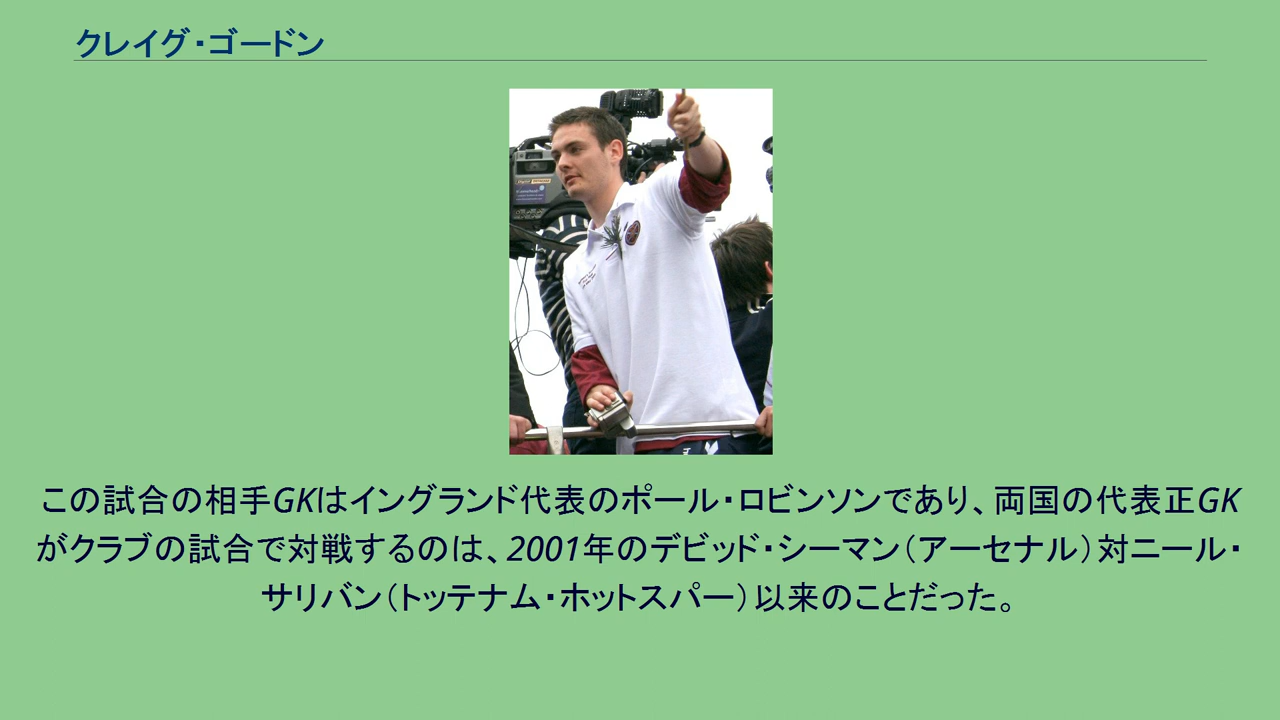 クレイグ・ゴードン
この試合の相手GKはイングランド代表のポール・ロビンソンであり、両国の代表正GK
がクラブの試合で対戦するのは、2001年のデビッド・シーマン（アーセナル）対ニール・
サリバン（トッテナム・ホットスパー）以来のことだった。